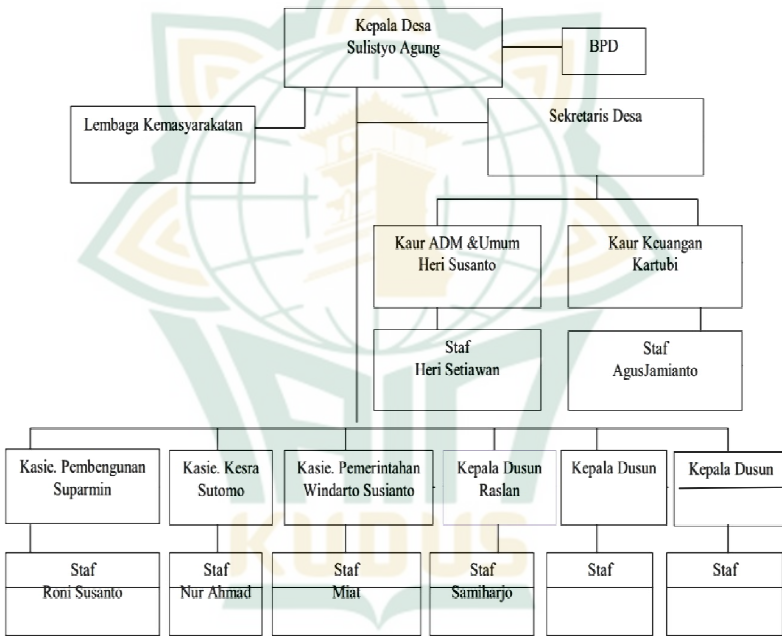 Kepala Desa
Sulistyo Agung
BPD
Lembaga Kemasyarakatan
Sekretaris Desa
Kaur ADM &Umum
Heri Susanto
Kaur Keuangan
Kartubi
Staf
Heri Setiawan
Staf
AgusJamianto
Kasie. Pembengunan
Suparmin
Kasie. Kesra
Sutomo
Kasie. Pemerintahan
Windarto Susianto
Kepala Dusun
Raslan
Kepala Dusun
Kepala Dusun
Staf
Roni Susanto
Staf
Nur Ahmad
Staf
Miat
Staf
Samiharjo
Staf
Staf
KUDUS